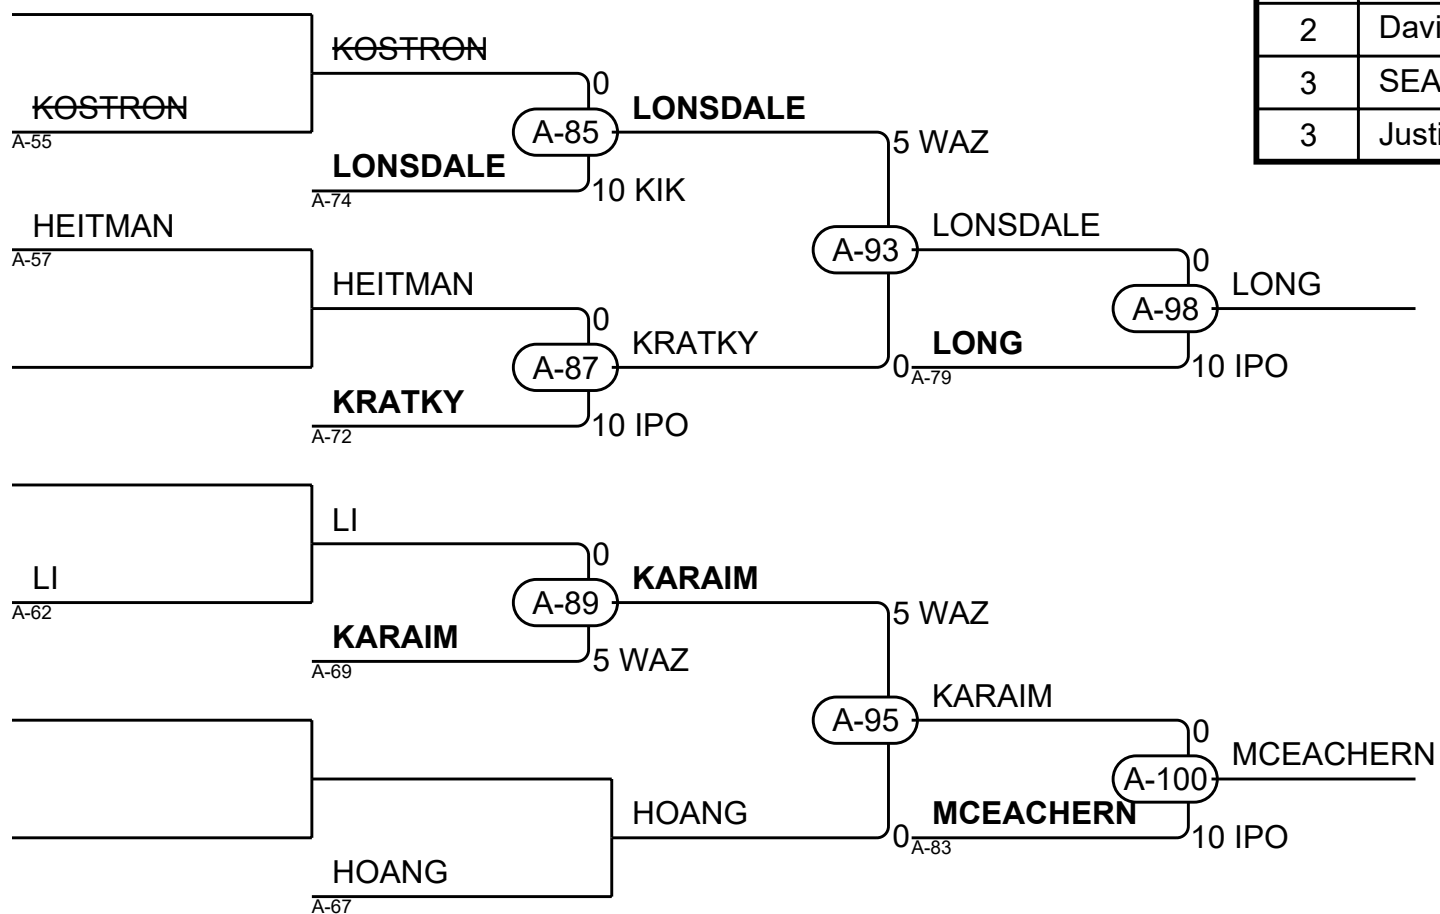 2 Davi
3 SEA
3 Justi
KOSTRON
0
KOSTRON
A-55
A-85
LONSDALE
5 WAZ
LONSDALE
A-74
10 KIK
HEITMAN
A-57
A-93
LONSDALE
0
HEITMAN
0
A-98
LONG
A-87
KRATKY
0
LONG
A-79
10 IPO
KRATKY
A-72
10 IPO
LI
0
LI
A-62
A-89
KARAIM
5 WAZ
KARAIM
A-69
5 WAZ
A-95
KARAIM
0
A-100
MCEACHERN
HOANG
0
MCEACHERN
A-83
10 IPO
HOANG
A-67